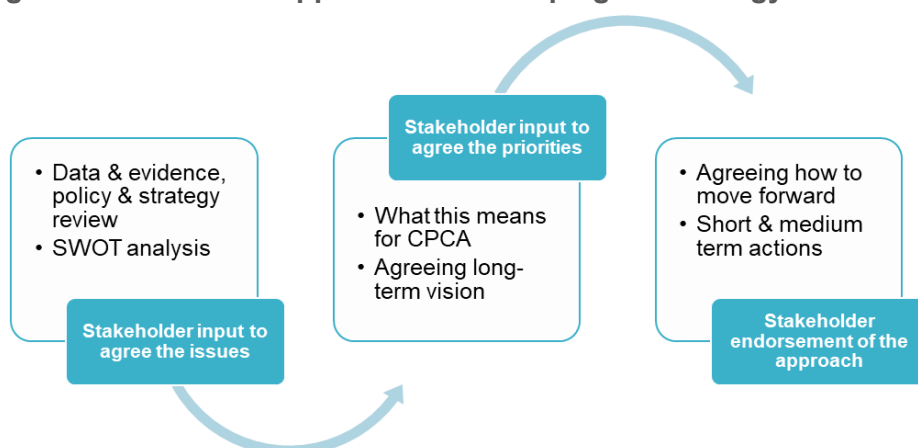 • Data & evidence,
policy & strategy
review
• SWOT analysis
Stakeholder input to
agree the issues
Stakeholder input to
agree the priorities
• What this means
for CPCA
• Agreeing long-
term vision
• Agreeing how to
move forward
• Short & medium
term actions
Stakeholder
endorsement of the
approach